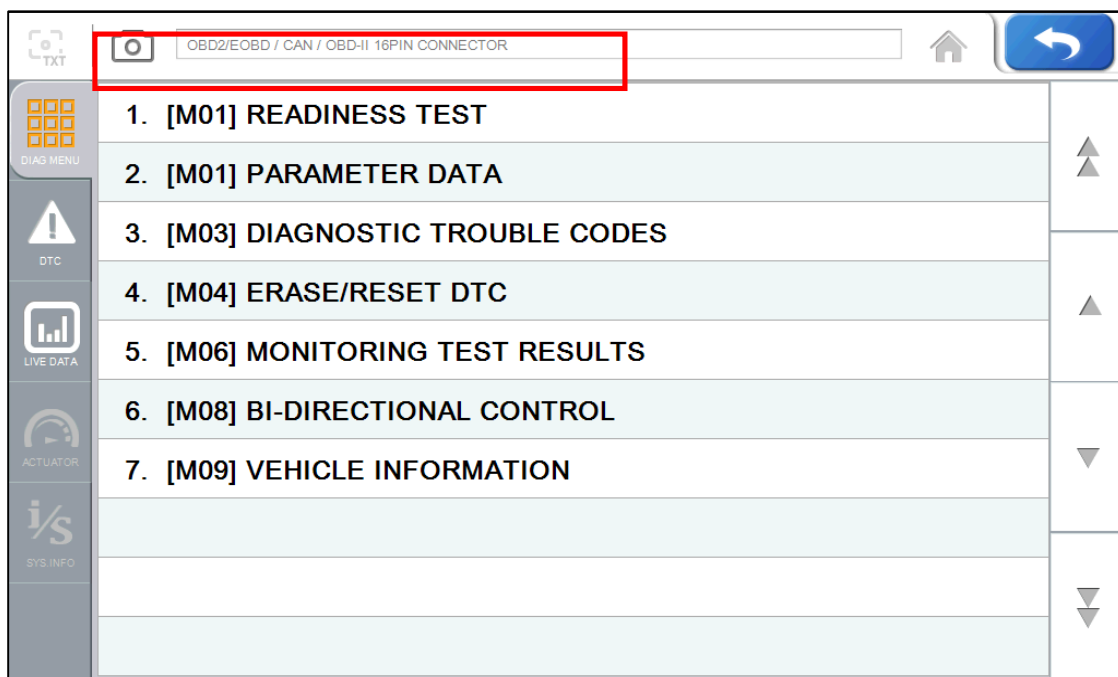 TXT
OBD2/EOBD / CAN / OBD-II 16PIN CONNECTOR
DIAG MENU
DTC
LIVE DATA
ACTUATOR
i/S
SYS.INFO
1. [M01] READINESS TEST
2. [M01] PARAMETER DATA
3. [M03] DIAGNOSTIC TROUBLE CODES
4. [M04] ERASE/RESET DTC
5. [M06] MONITORING TEST RESULTS
6. [M08] BI-DIRECTIONAL CONTROL
7. [M09] VEHICLE INFORMATION